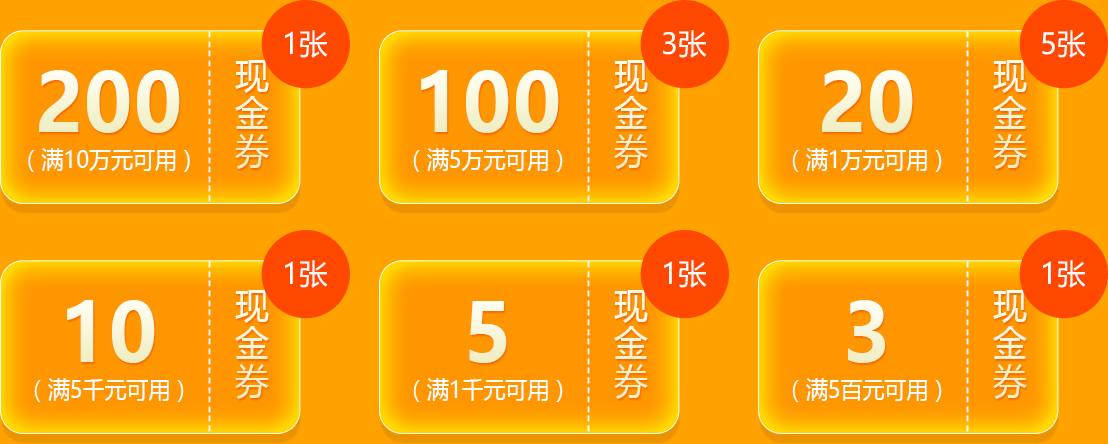 1张
200
（满10万元可用）
现金券
3张
100
（满5万元可用）
现金券
5张
20
（满1万元可用）
现金券
1张
10
（满5千元可用）
现金券
1张
5
（满1千元可用）
现金券
1张
3
（满5百元可用）
现金券